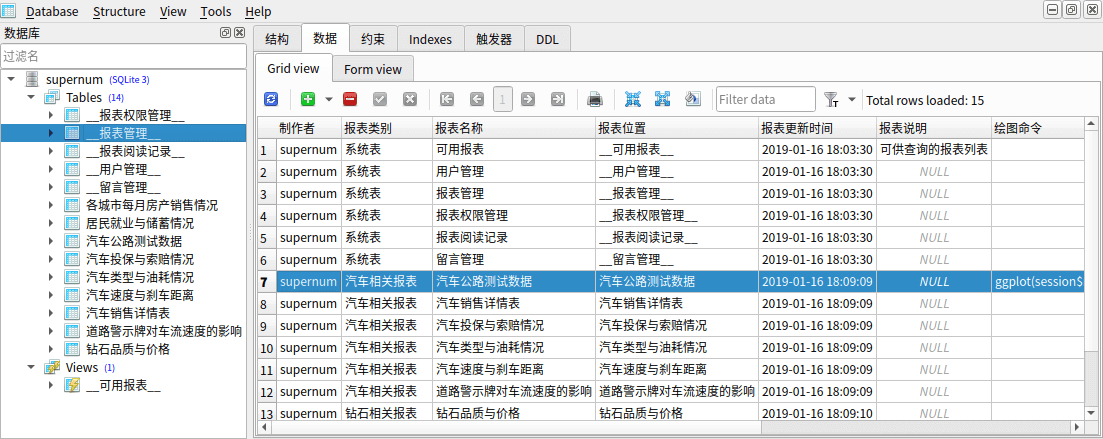 Database Structure View Tools Help
数据库
过滤名
supernum (SQLite 3)
Tables (14)
__报表权限管理__
__报表管理__
__报表阅读记录__
__用户管理__
__留言管理__
各城市每月房产销售情况
居民就业与储蓄情况
汽车公路测试数据
汽车投保与索赔情况
汽车类型与油耗情况
汽车速度与刹车距离
汽车销售详情表
道路警示牌对车流速度的影响
钻石品质与价格
Views (1)
__可用报表__
结构 数据 约束 Indexes 触发器 DDL
Grid view Form view
1 Filter data Total rows loaded: 15
制作者 报表类别 报表名称 报表位置 报表更新时间 报表说明 绘图命令
1 supernum 系统表 可用报表 __可用报表__ 2019-01-16 18:03:30 可供查询的报表列表
2 supernum 系统表 用户管理 __用户管理__ 2019-01-16 18:03:30 NULL
3 supernum 系统表 报表管理 __报表管理__ 2019-01-16 18:03:30 NULL
4 supernum 系统表 报表权限管理 __报表权限管理__ 2019-01-16 18:03:30 NULL
5 supernum 系统表 报表阅读记录 __报表阅读记录__ 2019-01-16 18:03:30 NULL
6 supernum 系统表 留言管理 __留言管理__ 2019-01-16 18:03:30 NULL
7 supernum 汽车相关报表 汽车公路测试数据 汽车公路测试数据 2019-01-16 18:09:09 NULL ggplot(session$
8 supernum 汽车相关报表 汽车销售详情表 汽车销售详情表 2019-01-16 18:09:09 NULL
9 supernum 汽车相关报表 汽车投保与索赔情况 汽车投保与索赔情况 2019-01-16 18:09:09 NULL
10 supernum 汽车相关报表 汽车类型与油耗情况 汽车类型与油耗情况 2019-01-16 18:09:09 NULL
11 supernum 汽车相关报表 汽车速度与刹车距离 汽车速度与刹车距离 2019-01-16 18:09:09 NULL
12 supernum 汽车相关报表 道路警示牌对车流速度的影响 道路警示牌对车流速度的影响 2019-01-16 18:09:09 NULL
13 supernum 钻石相关报表 钻石品质与价格 钻石品质与价格 2019-01-16 18:09:10 NULL